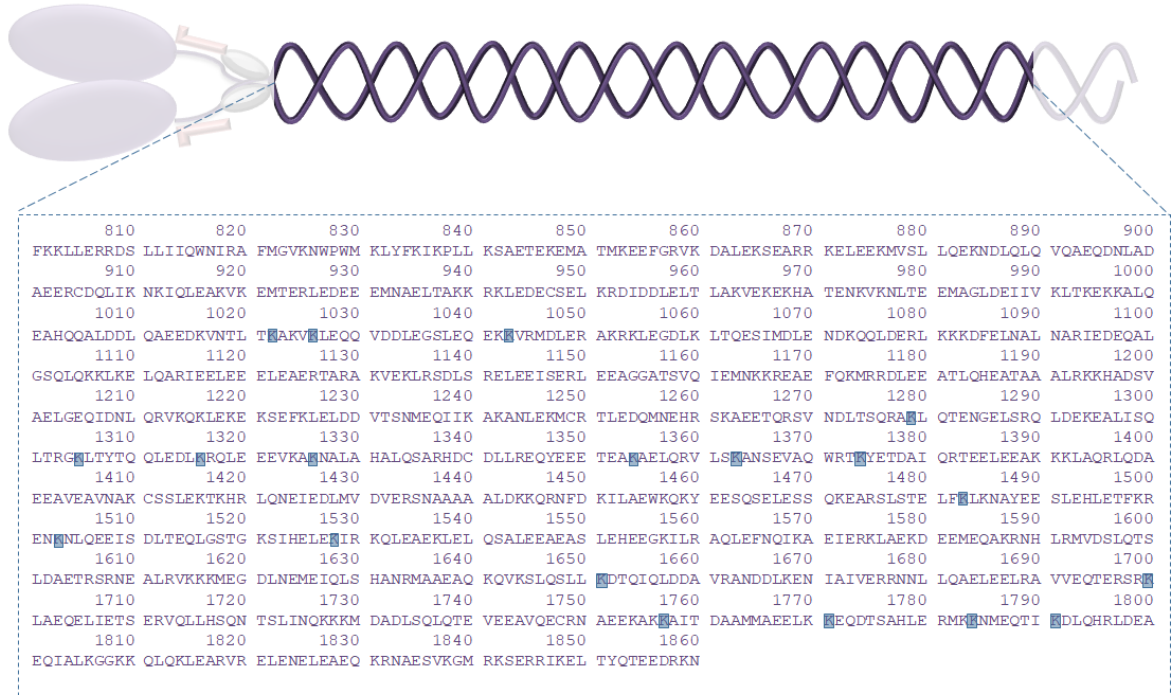 810 820 830 840 850 860 870 880 890 900
FKKLLERRDS LLIIQWNIRA FMGVKNWPWM KLYFKIKPLL KSAETEKEMA TMKEEFGRVK DALEKSEARR KELEEKMVSL LQEKNDLQLQ VQAEQDNLAD
910 920 930 940 950 960 970 980 990 1000
AEERCDQLIK NKIQLEAKVK EMTERLEDEE EMNAELTAKK RKLEDECSEL KRDIDDLELT LAKVEKEKHA TENKVKNLTE EMAGLDEIIV KLTKEKKALQ
1010 1020 1030 1040 1050 1060 1070 1080 1090 1100
EAHQQALDDL QAEEDKVNTL TKAKVKLEQQ VDDLEGSLEQ EKKVRMDLER AKRKLEGDLK LTQESIMDLE NDKQQLDERL KKKDFELNAL NARIEDEQAL
1110 1120 1130 1140 1150 1160 1170 1180 1190 1200
GSQLQKKLKE LQARIEELEE ELEAERTARA KVEKLRSDLS RELEEISERL EEAGGATSVQ IEMNKKREAE FQKMRRDLEE ATLQHEATAA ALRKKHADSV
1210 1220 1230 1240 1250 1260 1270 1280 1290 1300
AELGEQIDNL QRVKQKLEKE KSEFKLELDD VTSNMEQIIK AKANLEKMCR TLEDQMNEHR SKAEETQRSV NDLTSQRAKL QTENGELSRQ LDEKEALISQ
1310 1320 1330 1340 1350 1360 1370 1380 1390 1400
LTRGKLTYTQ QLEDLKRQLE EEVKAKNALA HALQSARHDC DLLREQYEEE TEAKAELQRV LSKANSEVAQ WRTKYETDAI QRTEELEEAK KKLAQRLQDA
1410 1420 1430 1440 1450 1460 1470 1480 1490 1500
EEAVEAVNAK CSSLEKTKHR LQNEIEDLMV DVERSNAAAA ALDKKQRNFD KILAEWKQKY EESQSELESS QKEARSLSTE LFKLKNAYEE SLEHLETFKR
1510 1520 1530 1540 1550 1560 1570 1580 1590 1600
ENKNLQEEIS DLTEQLGSTG KSIHELEKIR KQLEAEKLEL QSALEEAEAS LEHEEGKILR AQLEFNQIKA EIERKLAEKD EEMEQAKRNH LRMVDSLQTS
1610 1620 1630 1640 1650 1660 1670 1680 1690 1700
LDAETRSRNE ALRVKKKMEG DLNEMEIQLS HANRMAAEAQ KQVKSLQSLL KDTQIQLDDA VRANDDLKEN IAIVERRNNL LQAELEELRA VVEQTERSRK
1710 1720 1730 1740 1750 1760 1770 1780 1790 1800
LAEQELIETS ERVQLLHSQN TSLINQKKKM DADLSQLQTE VEEAVQECRN AEEKAKKAIT DAAMMAEELK KEQDTSAHLE RMKKNMEQTI KDLQHRLDEA
1810 1820 1830 1840 1850 1860
EQIALKGGKK QLQKLEARVR ELENELEAEQ KRNAESVKGM RKSERRIKEL TYQTEEDRKN